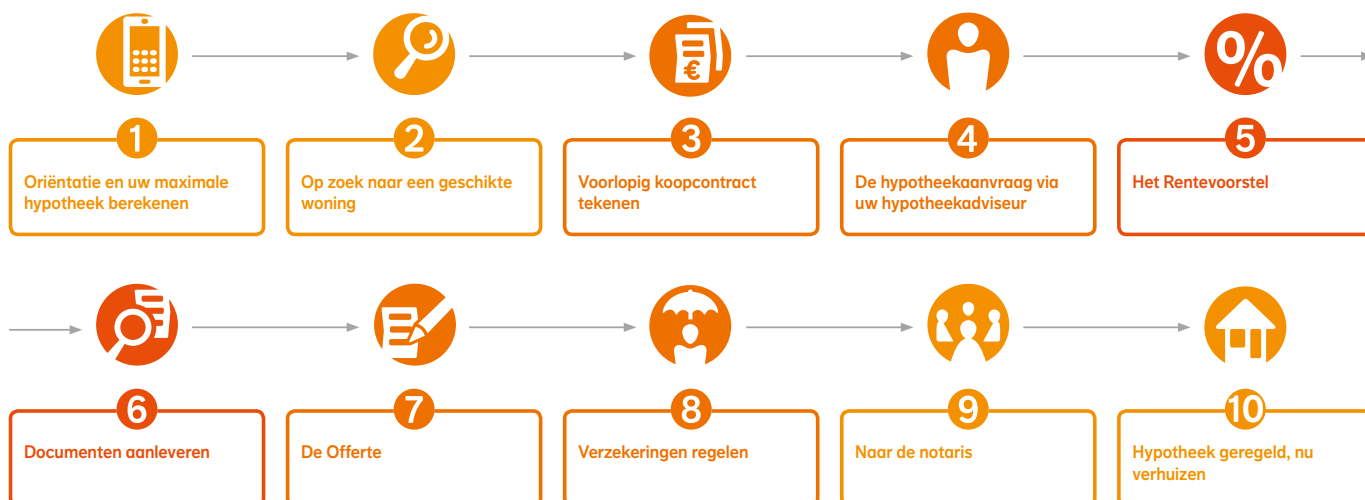 €
%
1
2
3
4
5
Oriëntatie en uw maximale
hypotheek berekenen
Op zoek naar een geschikte
woning
Voorlopig koopcontract
tekenen
De hypotheekaanvraag via
uw hypotheekadviseur
Het Rentevoorstel
6
7
8
9
10
Documenten aanleveren
De Offerte
Verzekeringen regelen
Naar de notaris
Hypotheek geregeld, nu
verhuizen